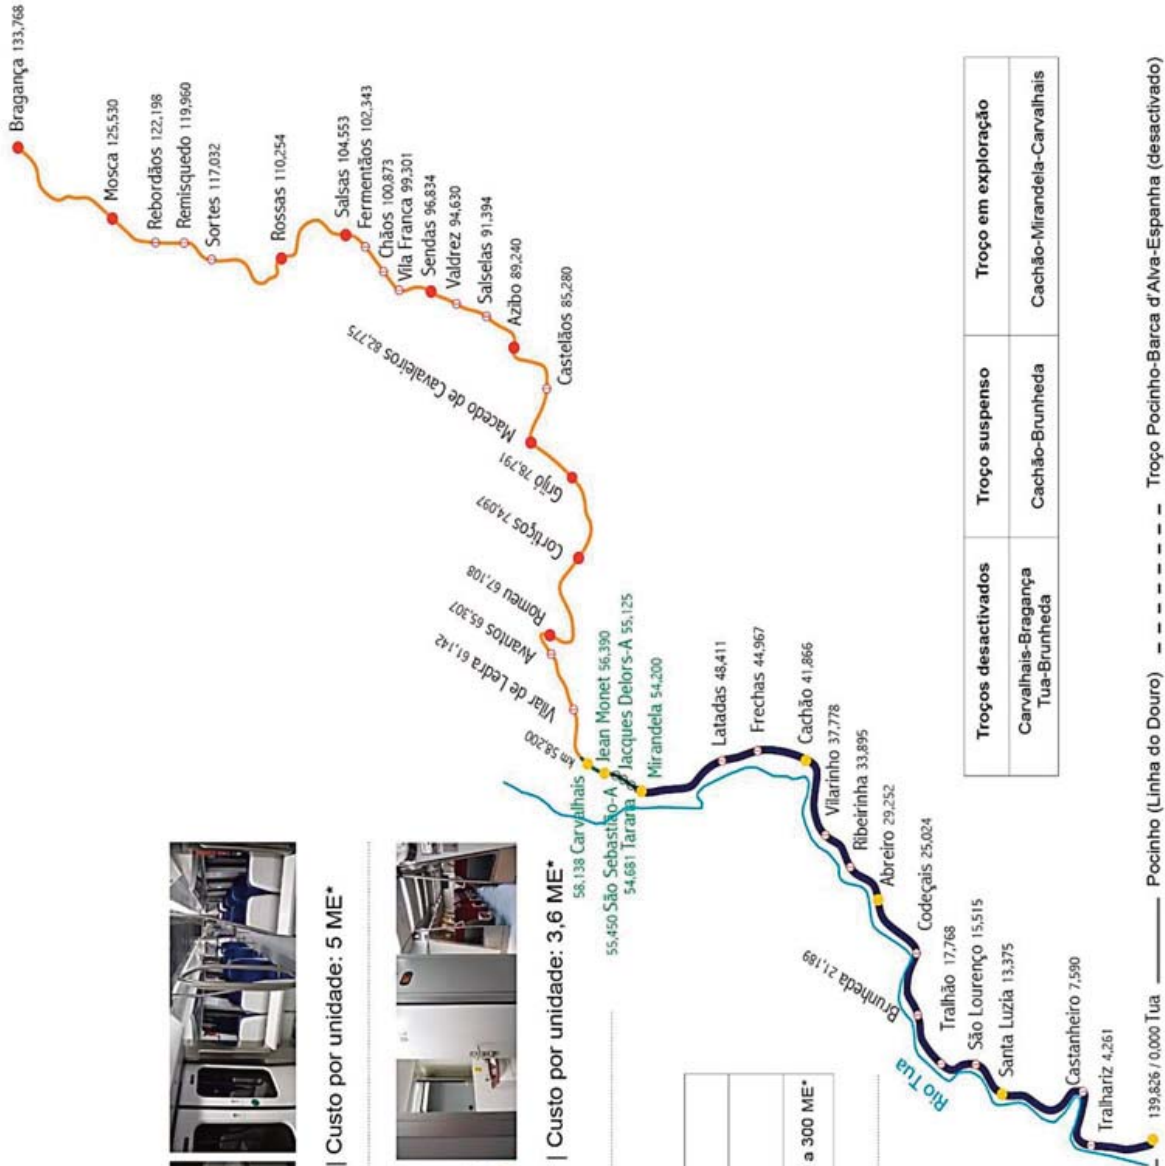 Bragança 133,768
Mosca 125,530
Rebordãos 122,198
Remisquedo 119,960
Sortes 117,032
Rossas 110,254
Salsas 104,553
Fermentãos 102,343
Chãos 100,873
Vila Franca 99,301
Sendas 96,834
Valdrez 94,630
Salselas 91,394
Azibo 89,240
Castelãos 85,280
Macedo de Cavaleiros 82,775
Grijó 78,791
Cortiços 74,097
Romeu 67,108
Avantos 65,307
Vilar de Ledra 61,142
km 58,200
58,138 Carvalhais
Jean Monet 56,390
55,450 São Sebastião-A
Jacques Delors-A 55,125
54,681 Tarana
Mirandela 54,200
Latadas 48,411
Frechas 44,967
Cachão 41,866
Vilarinho 37,778
Ribeirinha 33,895
Abreiro 29,252
Codeçais 25,024
Brunheda 21,189
Tralhão 17,768
São Lourenço 15,515
Santa Luzia 13,375
Rio Tua
Castanheiro 7,590
Tralhariz 4,261
139,826 / 0,000 Tua
Pocinho (Linha do Douro)
Troço Pocinho-Barca d'Alva-Espanha (desactivado)
| Custo por unidade: 5 ME*
| Custo por unidade: 3,6 ME*
a 300 ME*
Troços desactivados
Troço suspenso
Troço em exploração
Carvalhais-Bragança
Tua-Brunheda
Cachão-Brunheda
Cachão-Mirandela-Carvalhais